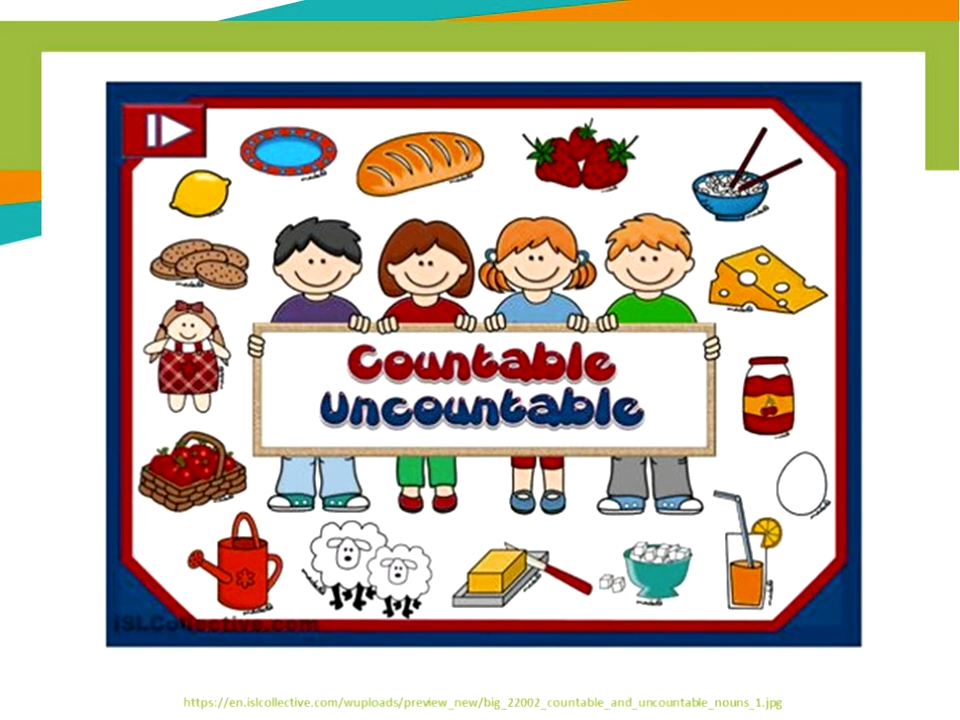 Countable
Uncountable
iSLCollective.com
https://en.islcollective.com/wuploads/preview_new/big_22002_countable_and_uncountable_nouns_1.jpg